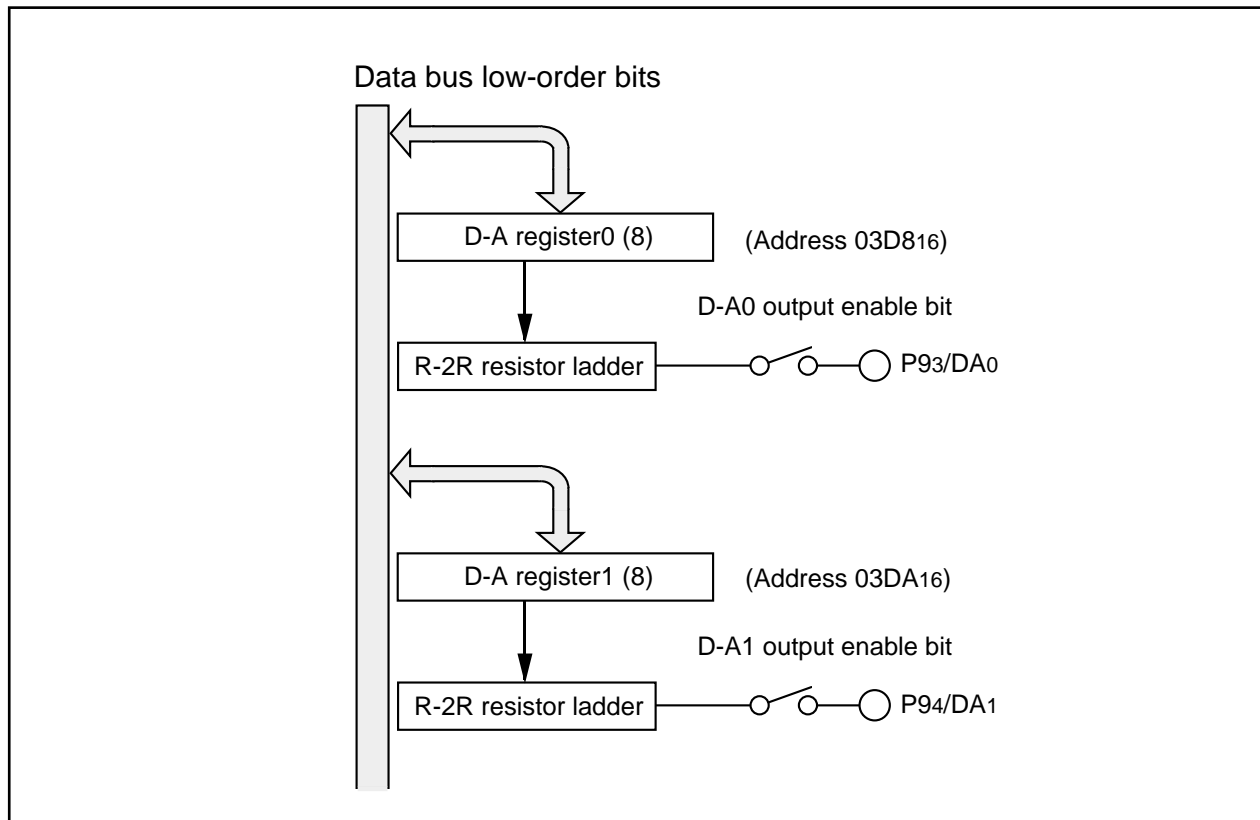 Data bus low-order bits
D-A register0 (8)
(Address 03D816)
D-A0 output enable bit
R-2R resistor ladder
P93/DA0
D-A register1 (8)
(Address 03DA16)
D-A1 output enable bit
R-2R resistor ladder
P94/DA1